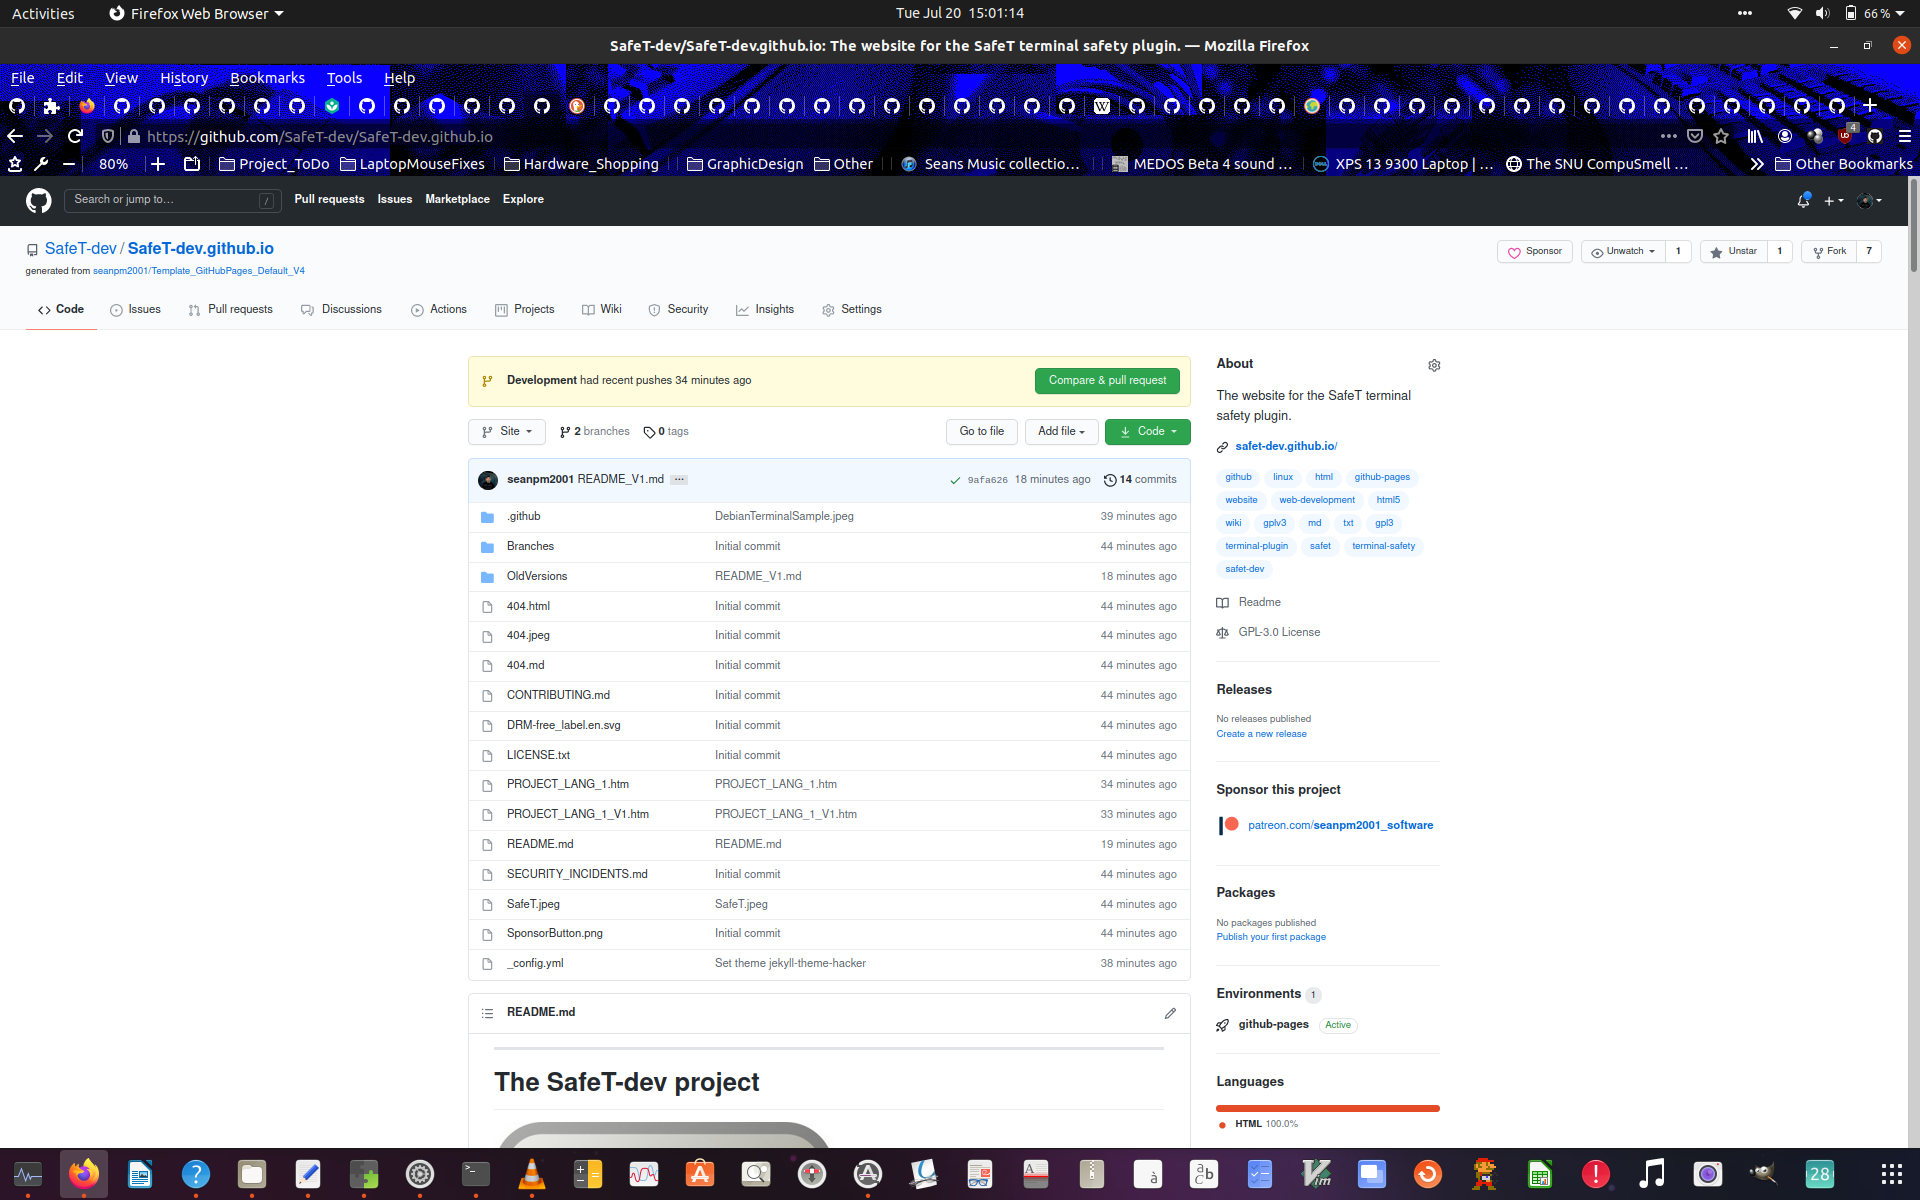 Activities Firefox Web Browser Tue Jul 20 15:01:14 66 %
SafeT-dev/SafeT-dev.github.io: The website for the SafeT terminal safety plugin. — Mozilla Firefox
File Edit View History Bookmarks Tools Help
https://github.com/SafeT-dev/SafeT-dev.github.io 4
80% Project_ToDo LaptopMouseFixes Hardware_Shopping GraphicDesign Other Seans Music collectio… MEDOS Beta 4 sound … XPS 13 9300 Laptop | … The SNU CompuSmell … Other Bookmarks
Search or jump to… / Pull requests Issues Marketplace Explore
SafeT-dev / SafeT-dev.github.io Sponsor Unwatch 1 Unstar 1 Fork 7
generated from seanpm2001/Template_GitHubPages_Default_V4
Code Issues Pull requests Discussions Actions Projects Wiki Security Insights Settings
Development had recent pushes 34 minutes ago Compare & pull request
Site 2 branches 0 tags Go to file Add file Code
seanpm2001 README_V1.md ... 9afa626 18 minutes ago 14 commits
.github DebianTerminalSample.jpeg 39 minutes ago
Branches Initial commit 44 minutes ago
OldVersions README_V1.md 18 minutes ago
404.html Initial commit 44 minutes ago
404.jpeg Initial commit 44 minutes ago
404.md Initial commit 44 minutes ago
CONTRIBUTING.md Initial commit 44 minutes ago
DRM-free_label.en.svg Initial commit 44 minutes ago
LICENSE.txt Initial commit 44 minutes ago
PROJECT_LANG_1.htm PROJECT_LANG_1.htm 34 minutes ago
PROJECT_LANG_1_V1.htm PROJECT_LANG_1_V1.htm 33 minutes ago
README.md README.md 19 minutes ago
SECURITY_INCIDENTS.md Initial commit 44 minutes ago
SafeT.jpeg SafeT.jpeg 44 minutes ago
SponsorButton.png Initial commit 44 minutes ago
_config.yml Set theme jekyll-theme-hacker 38 minutes ago
README.md
The SafeT-dev project
About
The website for the SafeT terminal
safety plugin.
safet-dev.github.io/
github linux html github-pages
website web-development html5
wiki gplv3 md txt gpl3
terminal-plugin safet terminal-safety
safet-dev
Readme
GPL-3.0 License
Releases
No releases published
Create a new release
Sponsor this project
patreon.com/seanpm2001_software
Packages
No packages published
Publish your first package
Environments 1
github-pages Active
Languages
HTML 100.0%
28